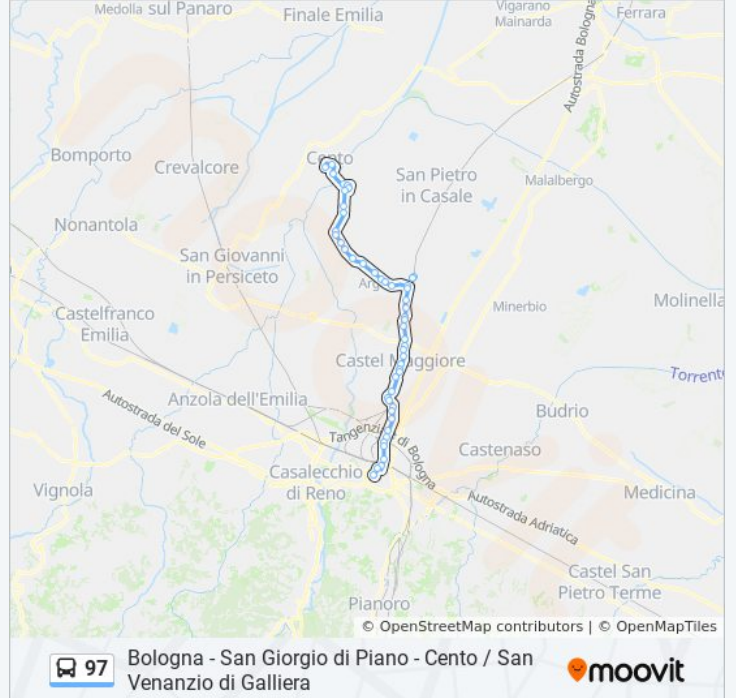 Medolla
sul Panaro
Finale Emilia
Vigarano
Mainarda
Ferrara
Autostrada Bologna
Bomporto
Crevalcore
Cento
San Pietro
in Casale
Malalbergo
Nonantola
San Giovanni
in Persiceto
Arg
Minerbio
Molinella
Castelfranco
Emilia
Castel Maggiore
Torrente
Anzola dell'Emilia
Autostrada del Sole
Budrio
Tangenziale di Bologna
Castenaso
Casalecchio
di Reno
Vignola
Medicina
Autostrada Adriatica
Castel San
Pietro Terme
Pianoro
© OpenStreetMap contributors | © OpenMapTiles
97
Bologna - San Giorgio di Piano - Cento / San
Venanzio di Galliera
moovit